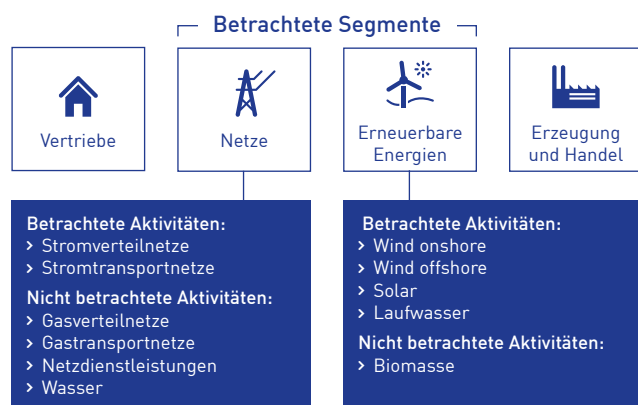 Betrachtete Segmente
Vertriebe
Netze
Erneuerbare
Energien
Erzeugung
und Handel
Betrachtete Aktivitäten:
› Stromverteilnetze
› Stromtransportnetze
Nicht betrachtete Aktivitäten:
› Gasverteilnetze
› Gastransportnetze
› Netzdienstleistungen
› Wasser
Betrachtete Aktivitäten:
› Wind onshore
› Wind offshore
› Solar
› Laufwasser
Nicht betrachtete Aktivitäten:
› Biomasse